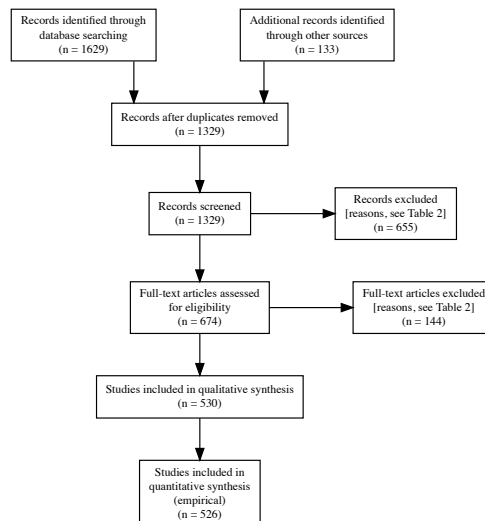 Records identified through
database searching
(n = 1629)
Additional records identified
through other sources
(n = 133)
Records after duplicates removed
(n = 1329)
Records screened
(n = 1329)
Records excluded
[reasons, see Table 2]
(n = 655)
Full-text articles assessed
for eligibility
(n = 674)
Full-text articles excluded
[reasons, see Table 2]
(n = 144)
Studies included in qualitative synthesis
(n = 530)
Studies included in
quantitative synthesis
(empirical)
(n = 526)